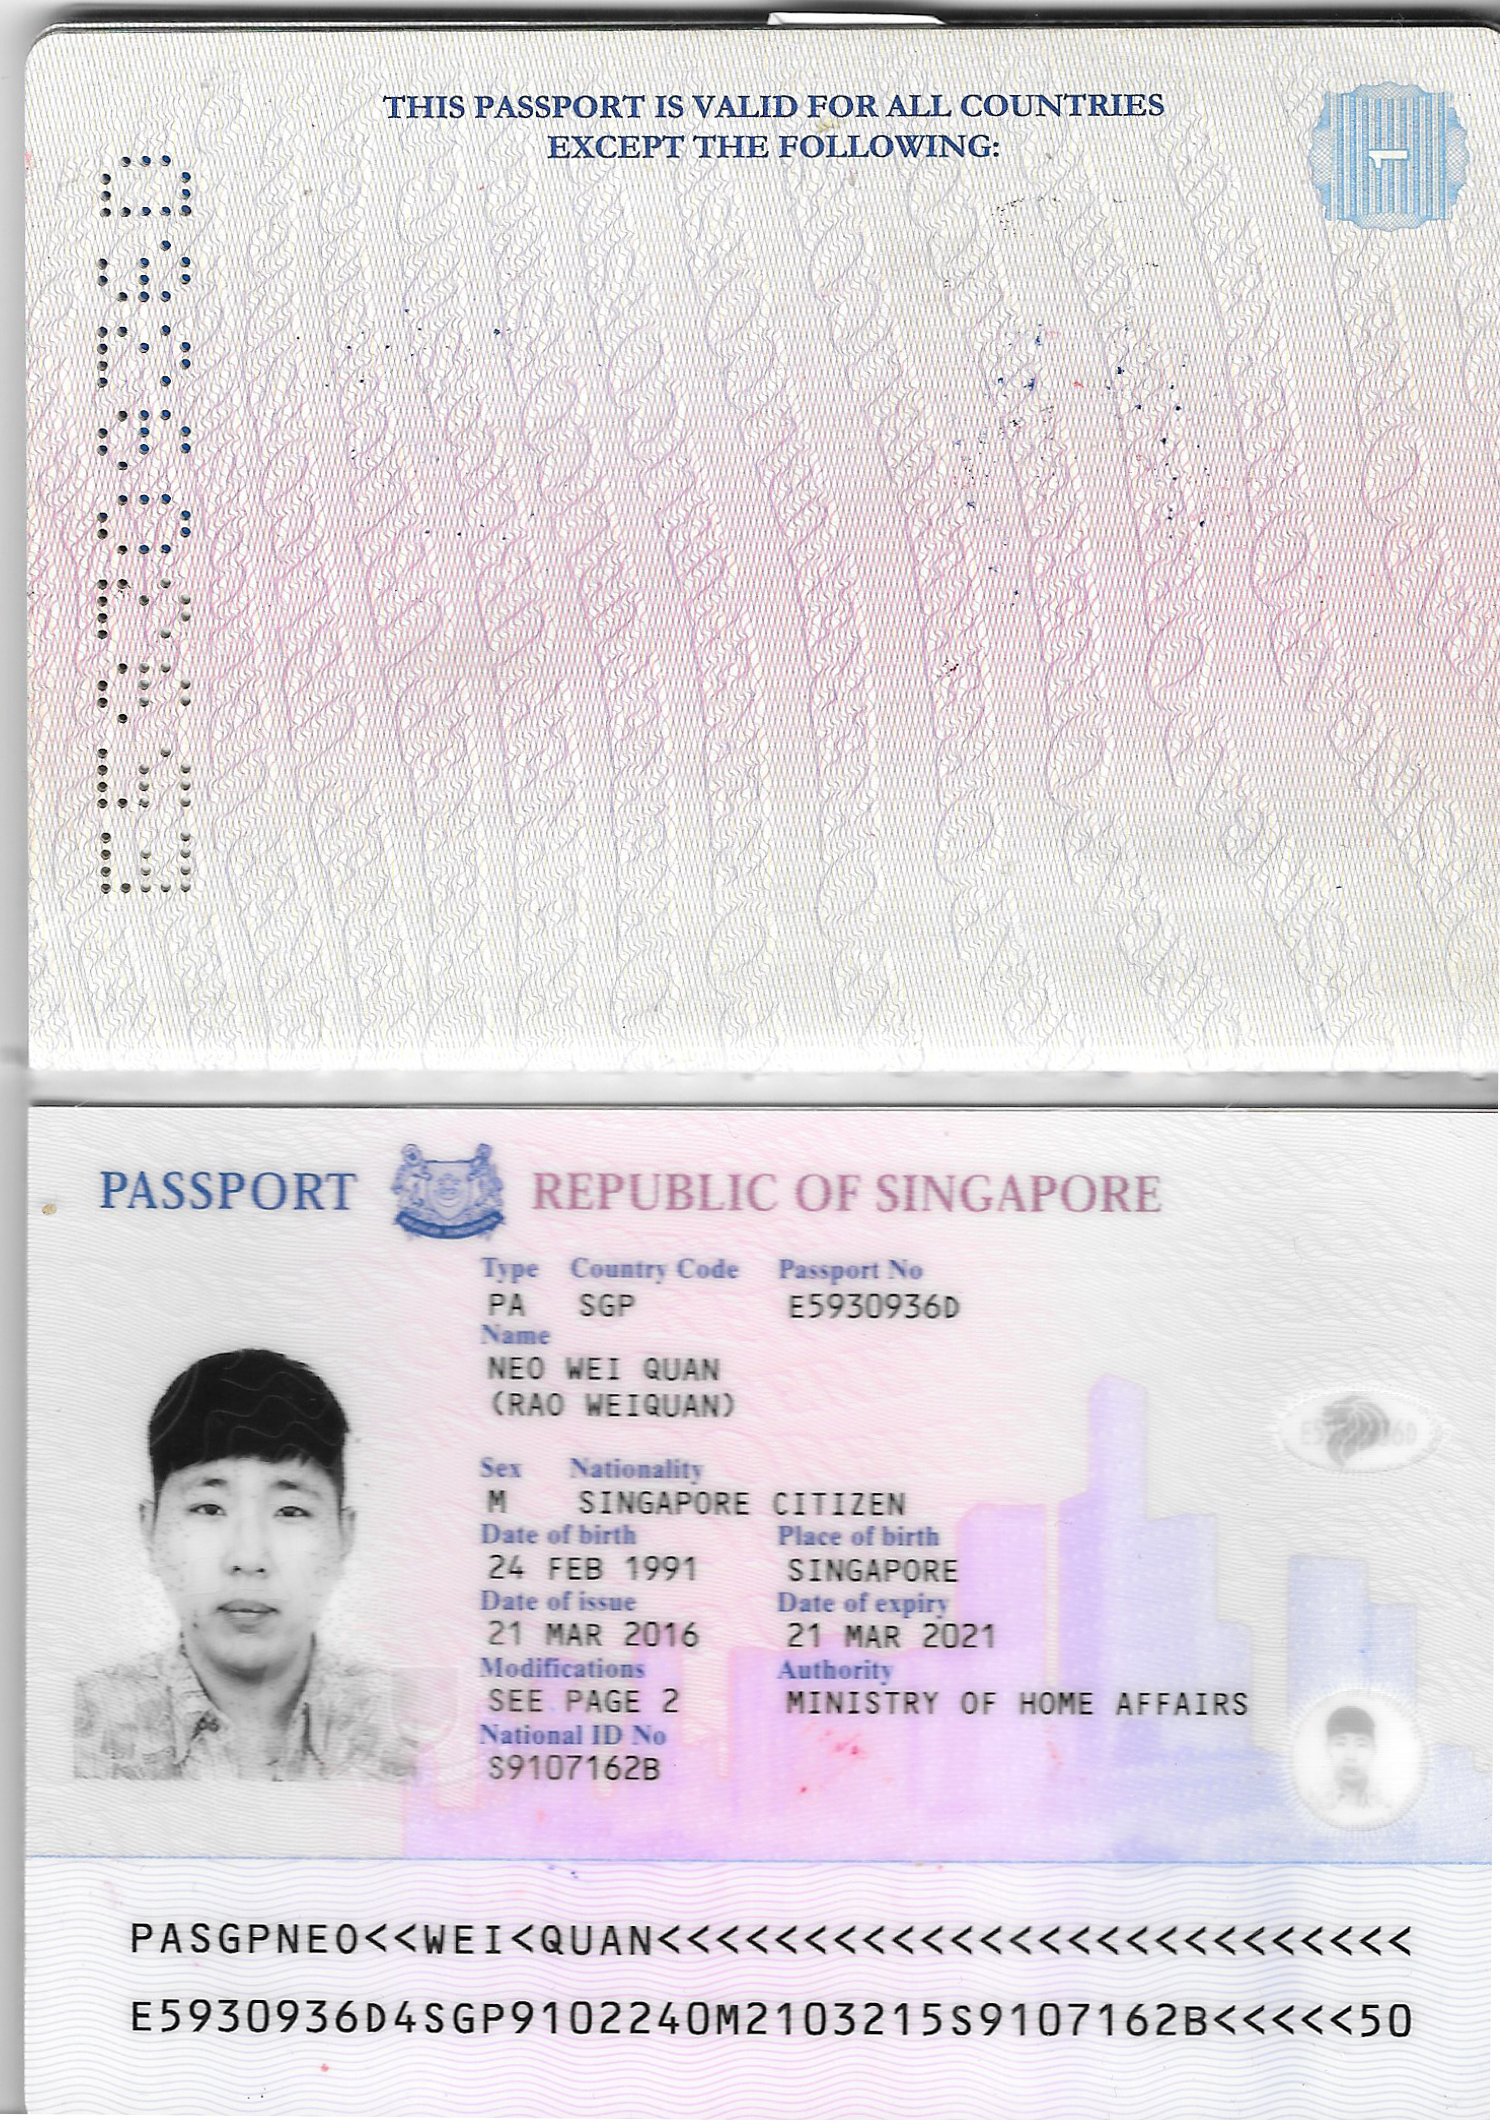 THIS PASSPORT IS VALID FOR ALL COUNTRIES
EXCEPT THE FOLLOWING:
1
E5930936D
PASSPORT REPUBLIC OF SINGAPORE
Type Country Code Passport No
PA SGP E5930936D
Name
NEO WEI QUAN
(RAO WEIQUAN)
Sex Nationality
M SINGAPORE CITIZEN
Date of birth Place of birth
24 FEB 1991 SINGAPORE
Date of issue Date of expiry
21 MAR 2016 21 MAR 2021
Modifications Authority
SEE PAGE 2 MINISTRY OF HOME AFFAIRS
National ID No
S9107162B
PASGPNEO<<WEI<QUAN<<<<<<<<<<<<<<<<<<<<<<<<<<
E5930936D4SGP9102240M2103215S9107162B<<<<<50